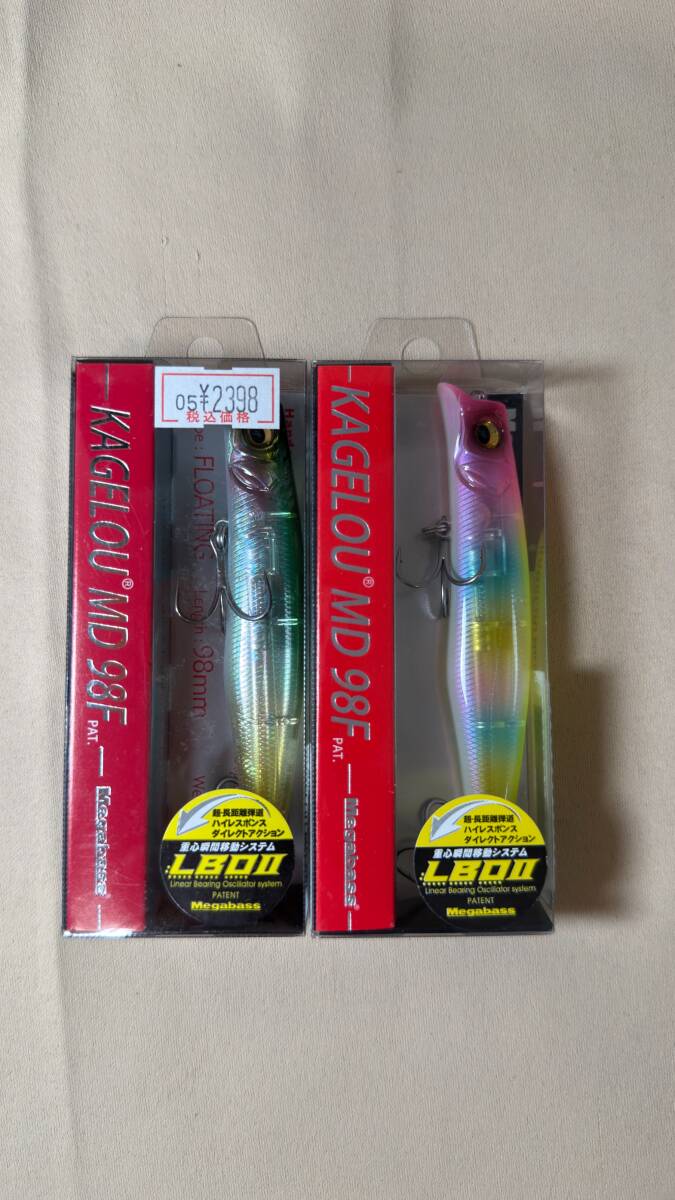 05¥2398
税込価格
KAGELOU® MD 98F
PAT.
Megabass
FLOATING
Length : 98mm
超・長距離弾道
ハイレスポンス
ダイレクトアクション
重心瞬間移動システム
LBOII
Linear Bearing Oscillator system
PATENT
Megabass
KAGELOU® MD 98F
PAT.
Megabass
超・長距離弾道
ハイレスポンス
ダイレクトアクション
重心瞬間移動システム
LBOII
Linear Bearing Oscillator system
PATENT
Megabass